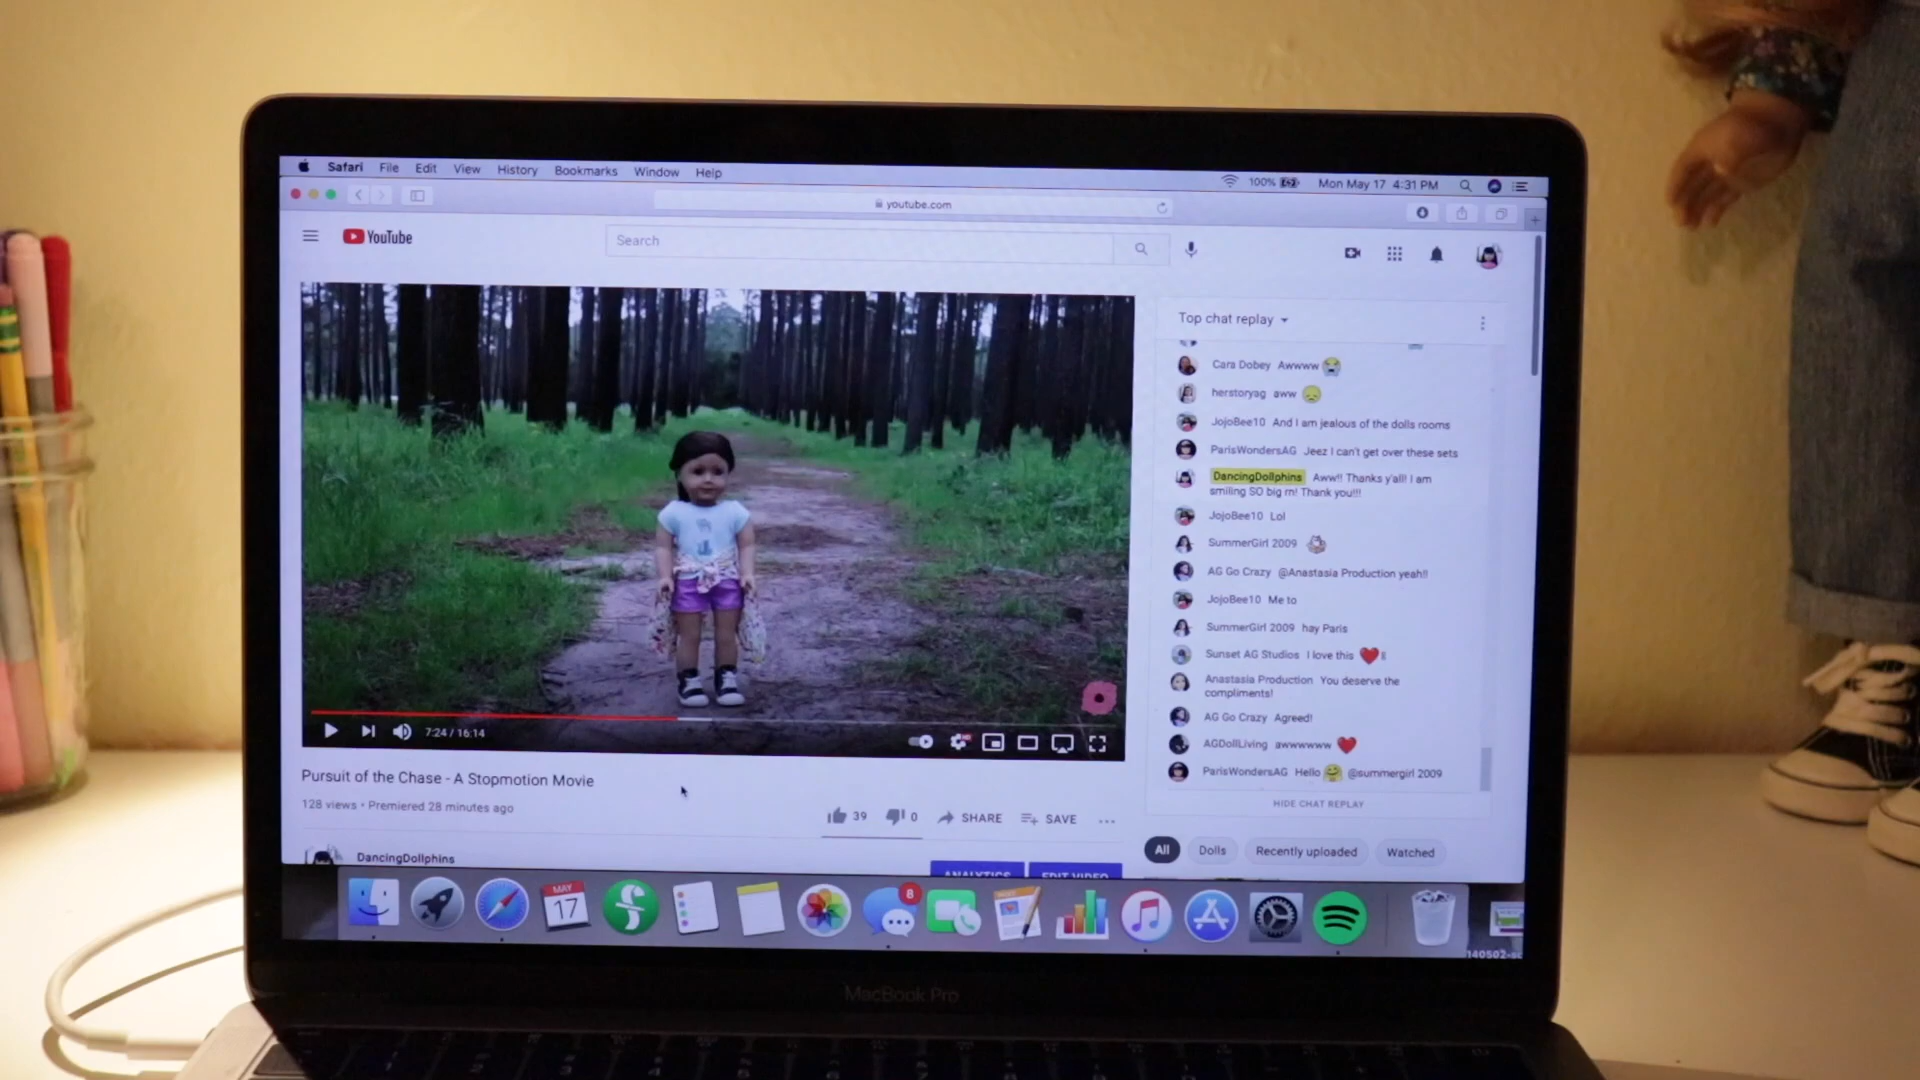 Safari File Edit View History Bookmarks Window Help
100% Mon May 17 4:31 PM
youtube.com
YouTube
Search
Top chat replay
Cara Dobey Awwww
herstoryag aww
JojoBee10 And I am jealous of the dolls rooms
ParisWondersAG Jeez I can't get over these sets
DancingDollphins Aww!! Thanks y'all! I am
smiling SO big rn! Thank you!!!
JojoBee10 Lol
SummerGirl 2009
AG Go Crazy @Anastasia Production yeah!!
JojoBee10 Me to
SummerGirl 2009 hay Paris
Sunset AG Studios I love this
Anastasia Production You deserve the
compliments!
AG Go Crazy Agreed!
AGDollLiving awwwwww
ParisWondersAG Hello @summergirl 2009
HIDE CHAT REPLAY
7:24 / 16:14
Pursuit of the Chase - A Stopmotion Movie
128 views • Premiered 28 minutes ago
39 0 SHARE SAVE
All Dolls Recently uploaded Watched
DancingDollphins
ANALYTICS EDIT VIDEO
MAY
17
8
MacBook Pro